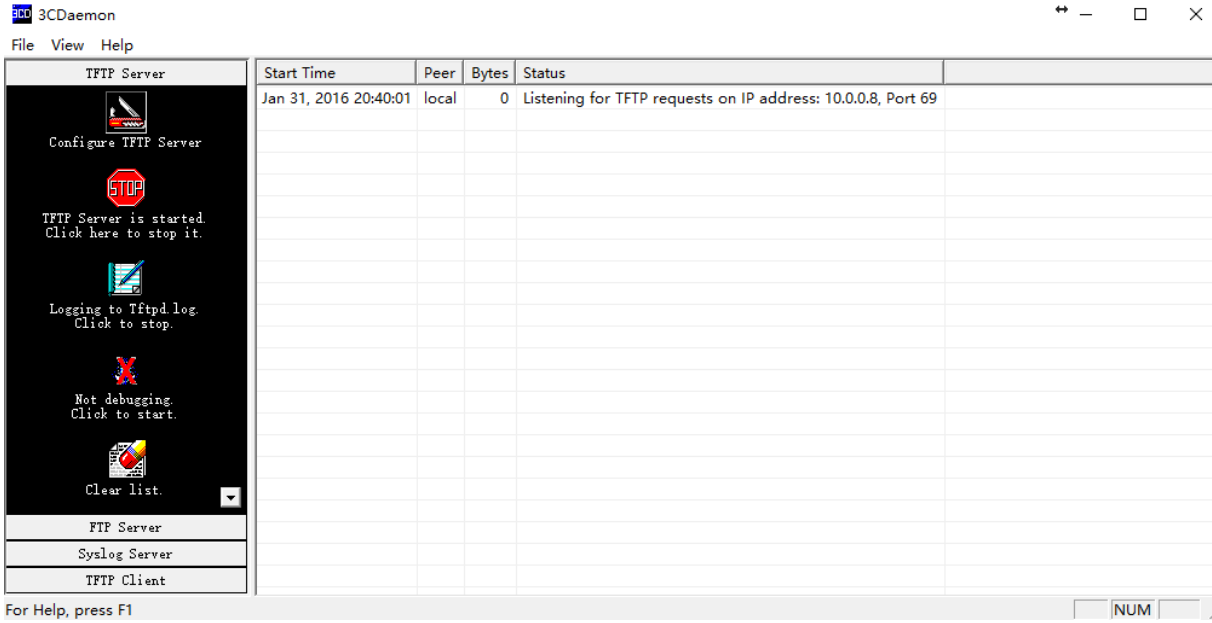 3CD 3CDaemon
File View Help
TFTP Server
Configure TFTP Server
STOP
TFTP Server is started.
Click here to stop it.
Logging to Tftpd.log.
Click to stop.
Not debugging.
Click to start.
Clear list.
FTP Server
Syslog Server
TFTP Client
Start Time Peer Bytes Status
Jan 31, 2016 20:40:01 local 0 Listening for TFTP requests on IP address: 10.0.0.8, Port 69
For Help, press F1
NUM